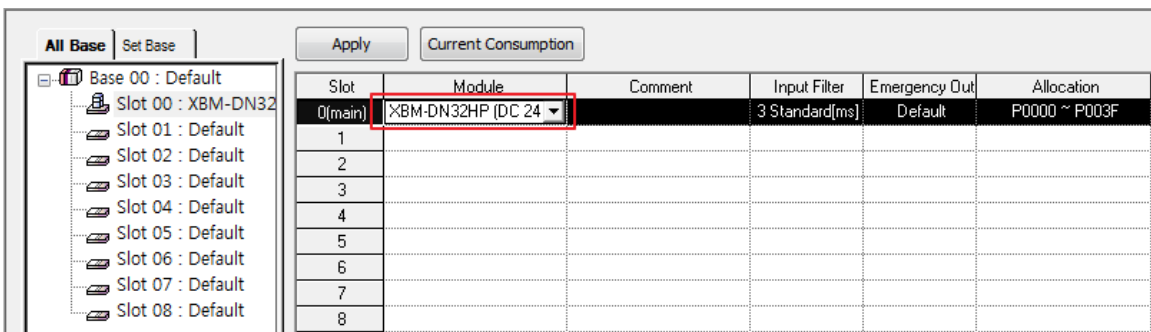 All Base Set Base Apply Current Consumption
Base 00 : Default
Slot 00 : XBM-DN32
Slot 01 : Default
Slot 02 : Default
Slot 03 : Default
Slot 04 : Default
Slot 05 : Default
Slot 06 : Default
Slot 07 : Default
Slot 08 : Default
Slot Module Comment Input Filter Emergency Out Allocation
0(main) XBM-DN32HP (DC 24 3 Standard[ms] Default P0000 ~ P003F
1
2
3
4
5
6
7
8